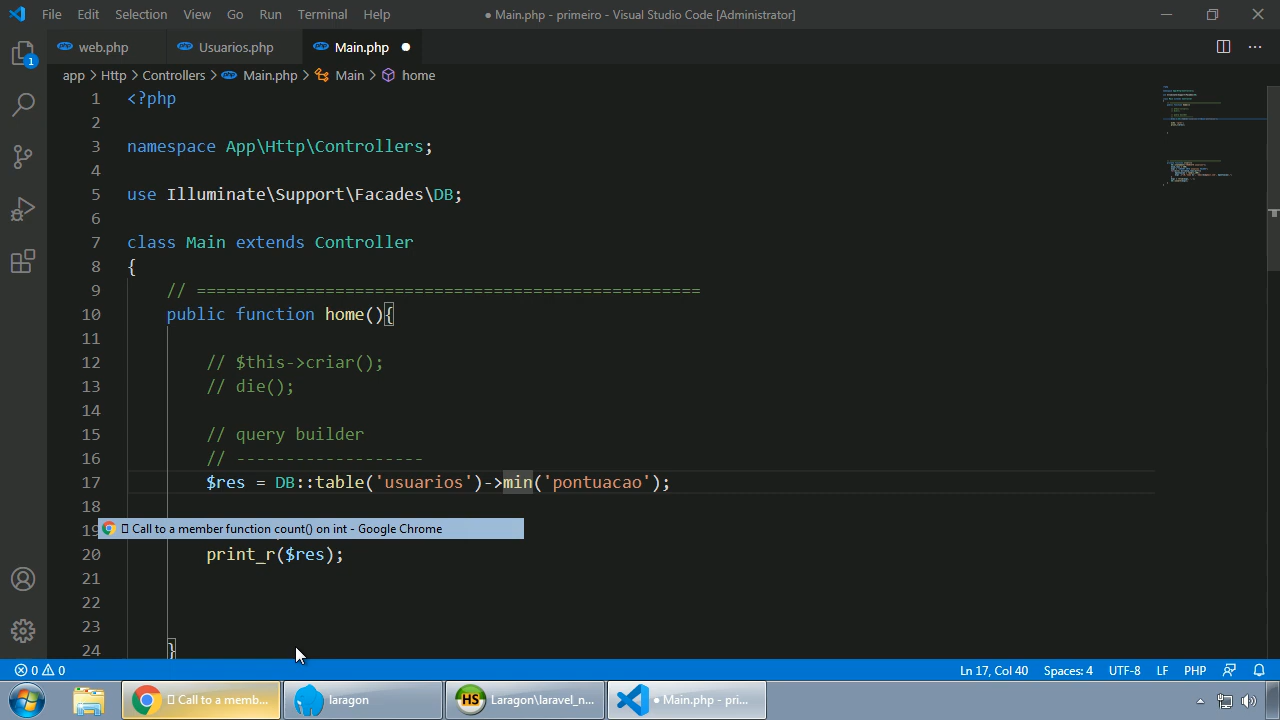 File Edit Selection View Go Run Terminal Help
● Main.php - primeiro - Visual Studio Code [Administrator]
web.php
Usuarios.php
Main.php
app > Http > Controllers > Main.php > Main > home
1
1 <?php
2
3 namespace App\Http\Controllers;
4
5 use Illuminate\Support\Facades\DB;
6
7 class Main extends Controller
8 {
9 // ===================================================
10 public function home(){
11
12 // $this->criar();
13 // die();
14
15 // query builder
16 // -------------------
17 $res = DB::table('usuarios')->min('pontuacao');
18
19
Call to a member function count() on int - Google Chrome
20 print_r($res);
21
22
23
24 }
0 0
Ln 17, Col 40 Spaces: 4 UTF-8 LF PHP
Call to a memb...
laragon
HS
Laragon\laravel_n...
● Main.php - pri...